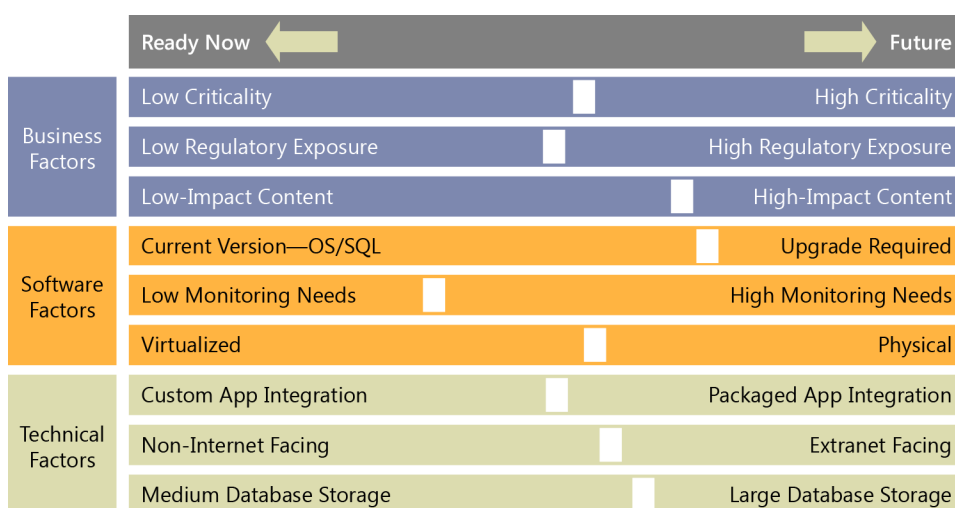 Ready Now Future
Business
Factors
Low Criticality High Criticality
Low Regulatory Exposure High Regulatory Exposure
Low-Impact Content High-Impact Content
Software
Factors
Current Version—OS/SQL Upgrade Required
Low Monitoring Needs High Monitoring Needs
Virtualized Physical
Technical
Factors
Custom App Integration Packaged App Integration
Non-Internet Facing Extranet Facing
Medium Database Storage Large Database Storage